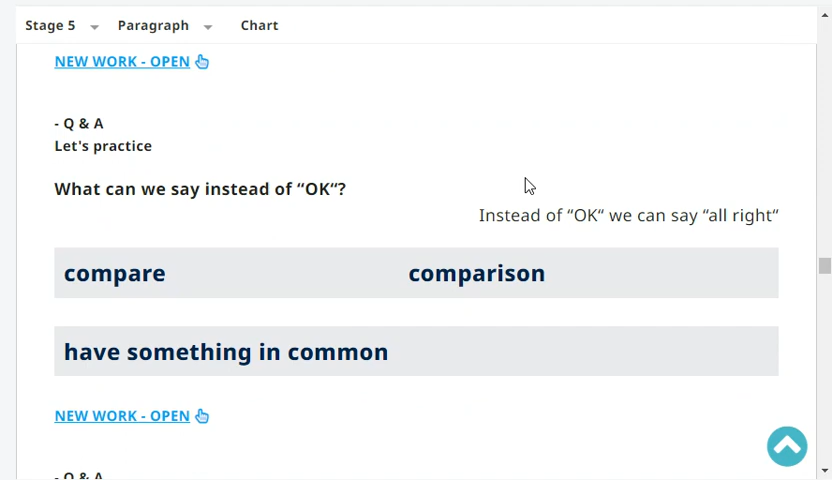 Stage 5 Paragraph Chart
NEW WORK - OPEN
- Q & A
Let's practice
What can we say instead of “OK“?
Instead of “OK“ we can say “all right“
compare comparison
have something in common
NEW WORK - OPEN
- Q & A